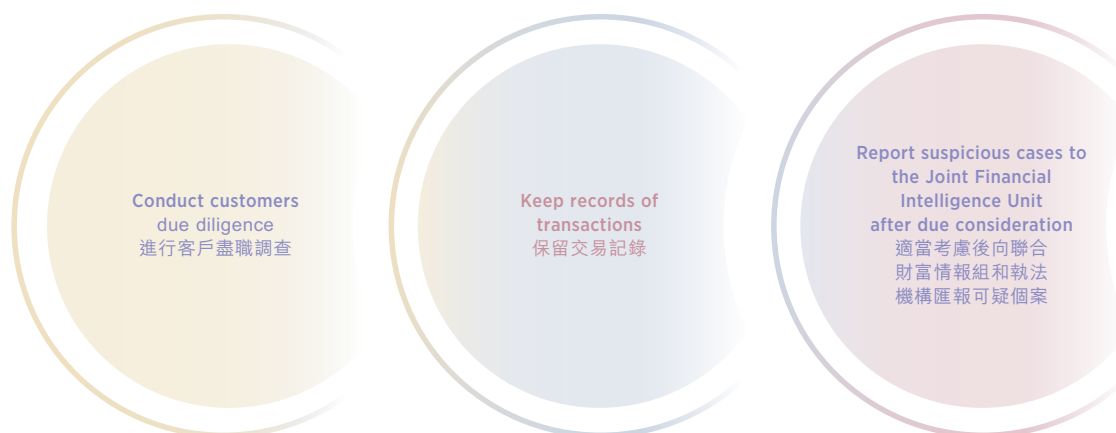 Conduct customers
due diligence
進行客戶盡職調查
Keep records of
transactions
保留交易記錄
Report suspicious cases to
the Joint Financial
Intelligence Unit
after due consideration
適當考慮後向聯合
財富情報組和執法
機構匯報可疑個案